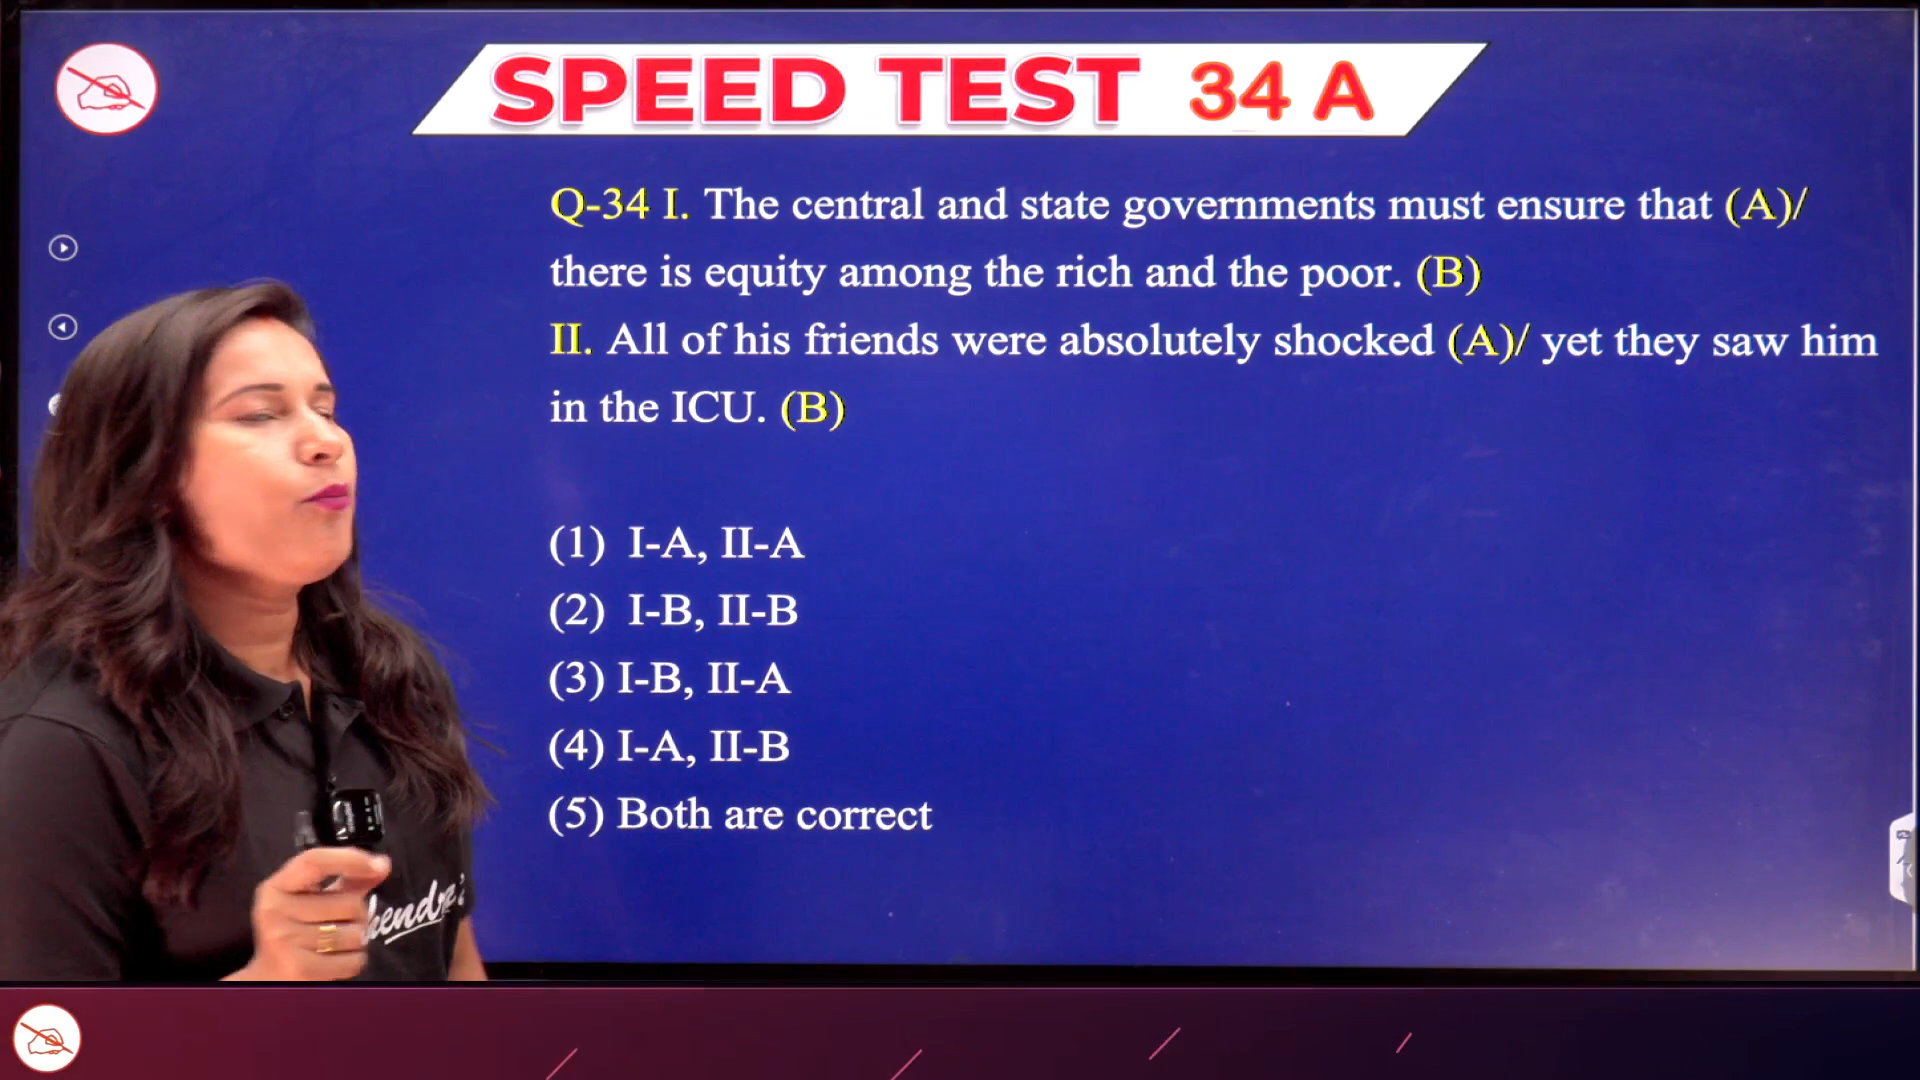 SPEED TEST 34 A
Q-34 I. The central and state governments must ensure that (A)/
there is equity among the rich and the poor. (B)
II. All of his friends were absolutely shocked (A)/ yet they saw him
in the ICU. (B)
(1) I-A, II-A
(2) I-B, II-B
(3) I-B, II-A
(4) I-A, II-B
(5) Both are correct